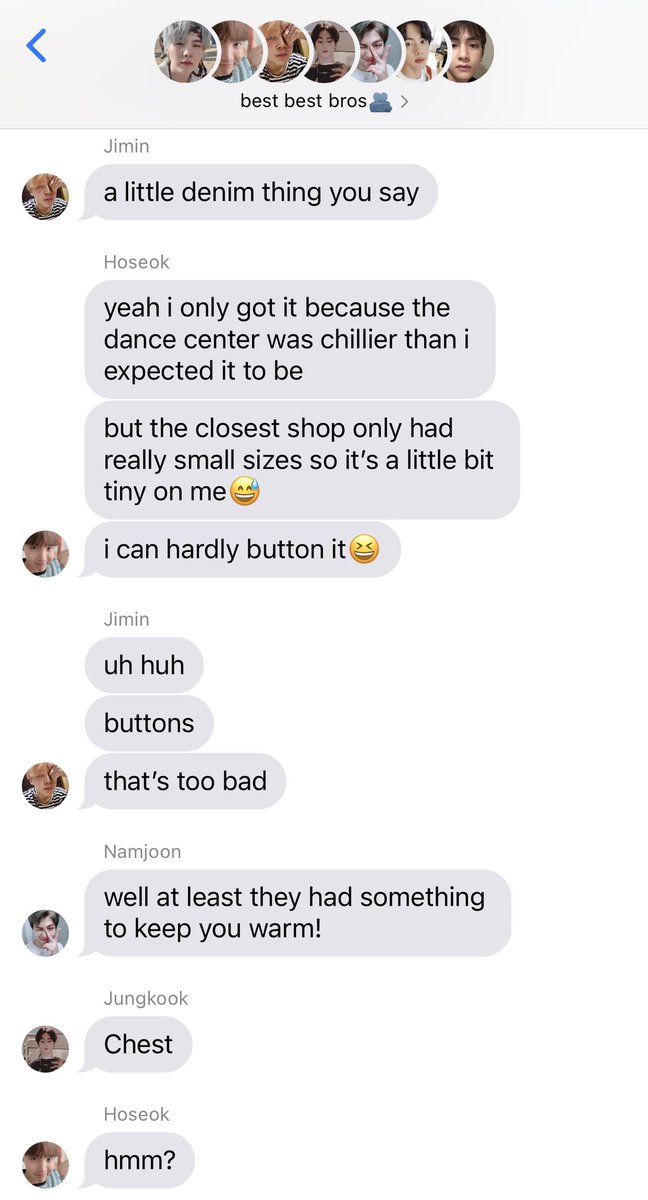 best best bros🫂 >
Jimin
a little denim thing you say
Hoseok
yeah i only got it because the
dance center was chillier than i
expected it to be
but the closest shop only had
really small sizes so it’s a little bit
tiny on me😅
i can hardly button it😆
Jimin
uh huh
buttons
that’s too bad
Namjoon
well at least they had something
to keep you warm!
Jungkook
Chest
Hoseok
hmm?